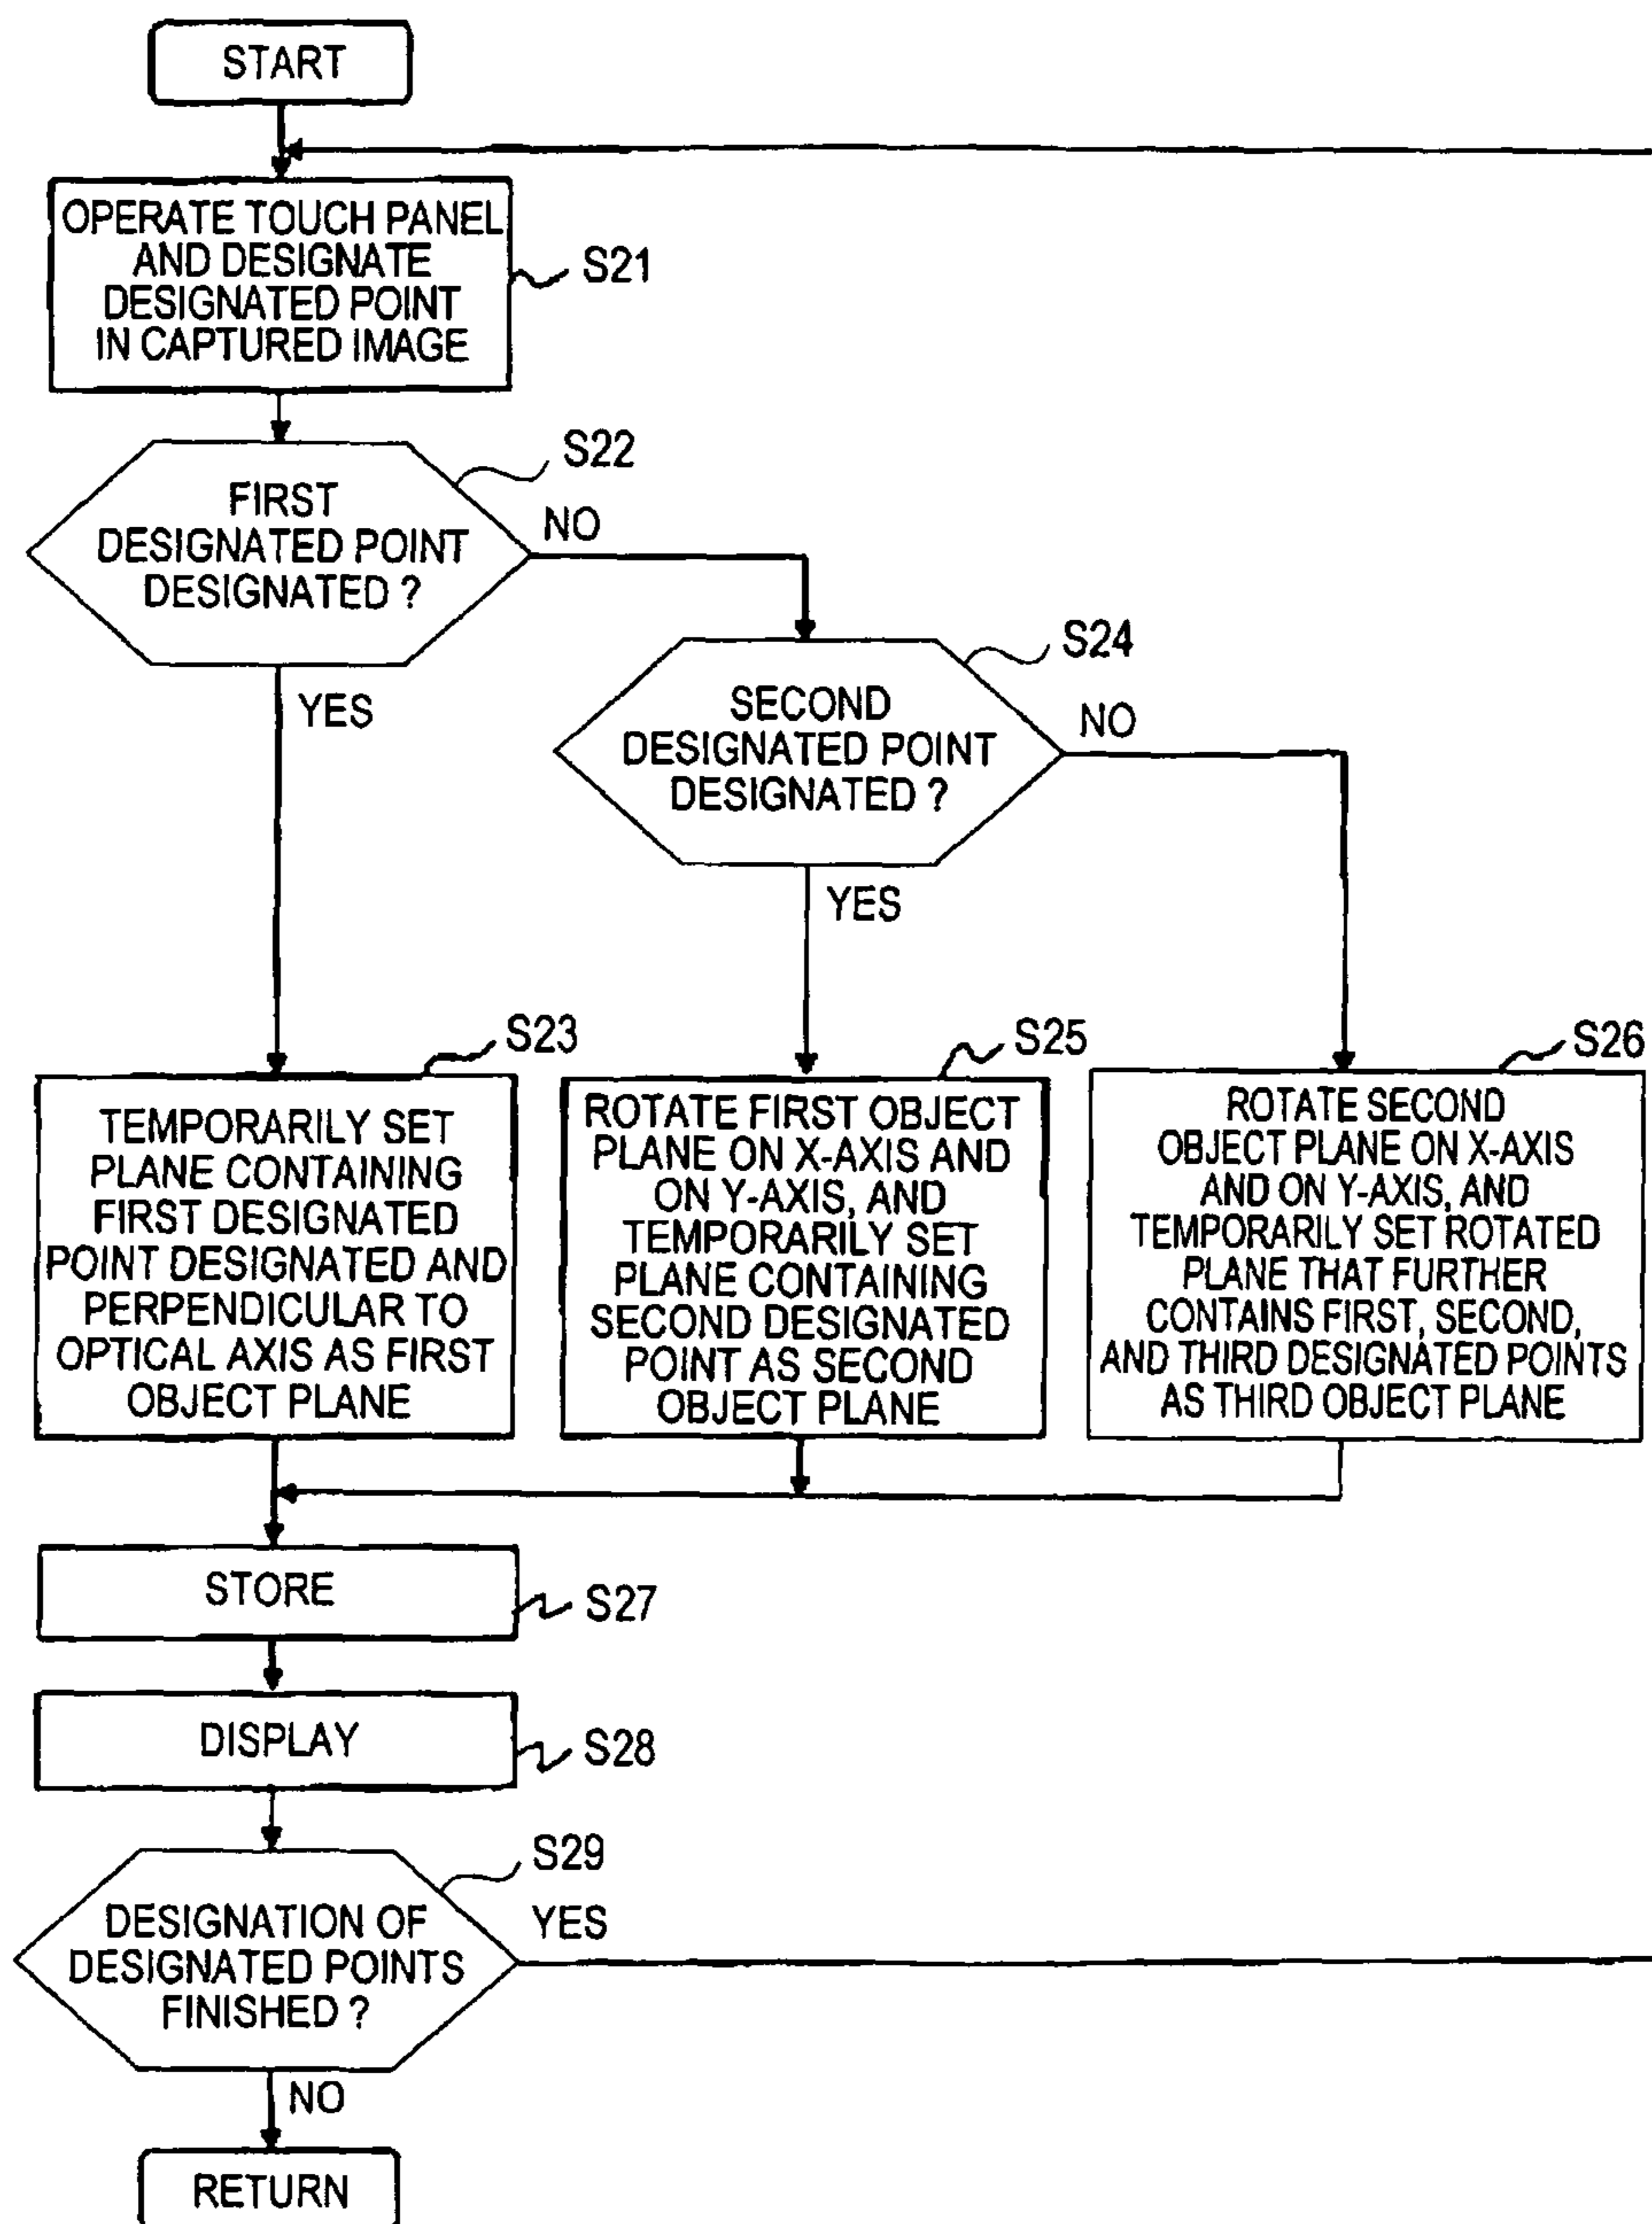 START
OPERATE TOUCH PANEL
AND DESIGNATE
DESIGNATED POINT
IN CAPTURED IMAGE
S21
S22
FIRST
DESIGNATED POINT
DESIGNATED ?
NO
YES
S24
SECOND
DESIGNATED POINT
DESIGNATED ?
NO
YES
S23
TEMPORARILY SET
PLANE CONTAINING
FIRST DESIGNATED
POINT DESIGNATED AND
PERPENDICULAR TO
OPTICAL AXIS AS FIRST
OBJECT PLANE
S25
ROTATE FIRST OBJECT
PLANE ON X-AXIS AND
ON Y-AXIS, AND
TEMPORARILY SET
PLANE CONTAINING
SECOND DESIGNATED
POINT AS SECOND
OBJECT PLANE
S26
ROTATE SECOND
OBJECT PLANE ON X-AXIS
AND ON Y-AXIS, AND
TEMPORARILY SET ROTATED
PLANE THAT FURTHER
CONTAINS FIRST, SECOND,
AND THIRD DESIGNATED POINTS
AS THIRD OBJECT PLANE
STORE
S27
DISPLAY
S28
S29
DESIGNATION OF
DESIGNATED POINTS
FINISHED ?
YES
NO
RETURN